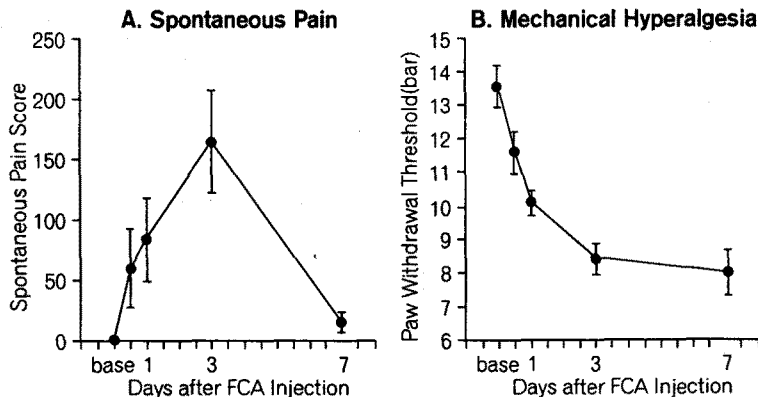 A. Spontaneous Pain
250
200
150
100
50
0
Spontaneous Pain Score
base 1 3 7
Days after FCA Injection
B. Mechanical Hyperalgesia
15
14
13
12
11
10
9
8
7
6
Paw Withdrawal Threshold(bar)
base 1 3 7
Days after FCA Injection